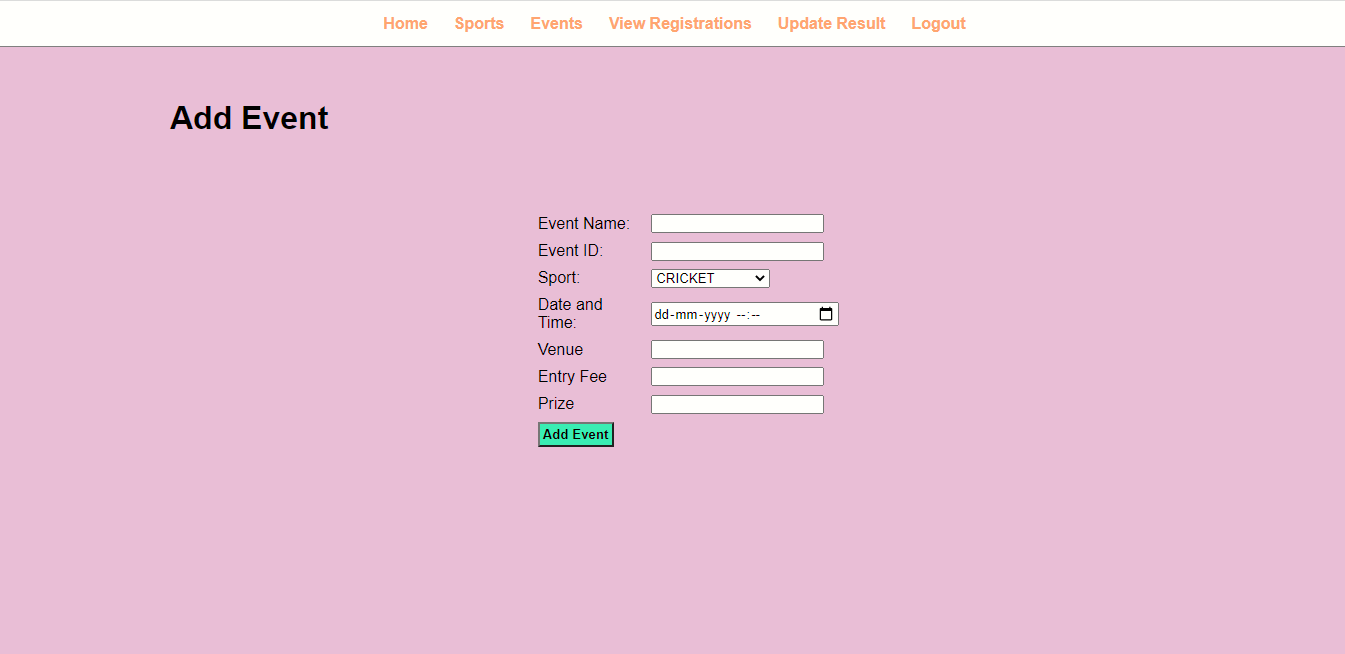 Home Sports Events View Registrations Update Result Logout
Add Event
Event Name:
Event ID:
Sport: CRICKET
Date and
Time: dd-mm-yyyy --:--
Venue
Entry Fee
Prize
Add Event